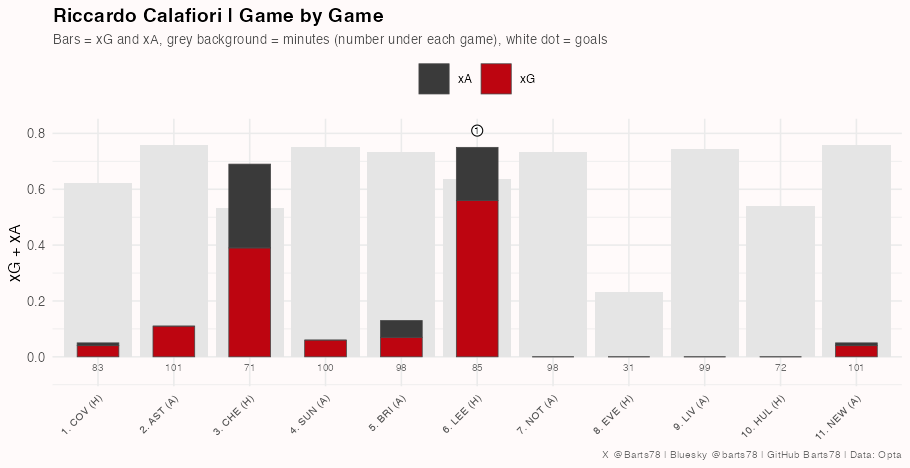 Riccardo Calafiori | Game by Game
Bars = xG and xA, grey background = minutes (number under each game), white dot = goals
xA xG
xG + xA
0.8
0.6
0.4
0.2
0.0
1
83 101 71 100 98 85 98 31 99 72 101
1. COV (H)
2. AST (A)
3. CHE (H)
4. SUN (A)
5. BRI (A)
6. LEE (H)
7. NOT (A)
8. EVE (H)
9. LIV (A)
10. HUL (H)
11. NEW (A)
X @Barts78 | Bluesky @barts78 | GitHub Barts78 | Data: Opta